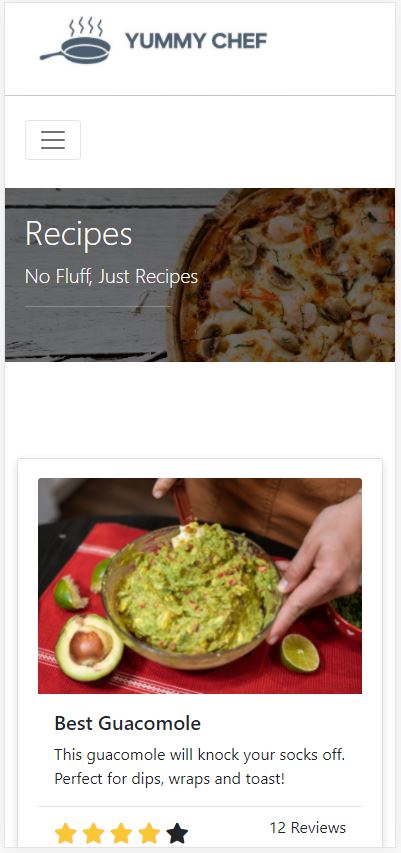 YUMMY CHEF
Recipes
No Fluff, Just Recipes
Best Guacomole
This guacomole will knock your socks off.
Perfect for dips, wraps and toast!
12 Reviews